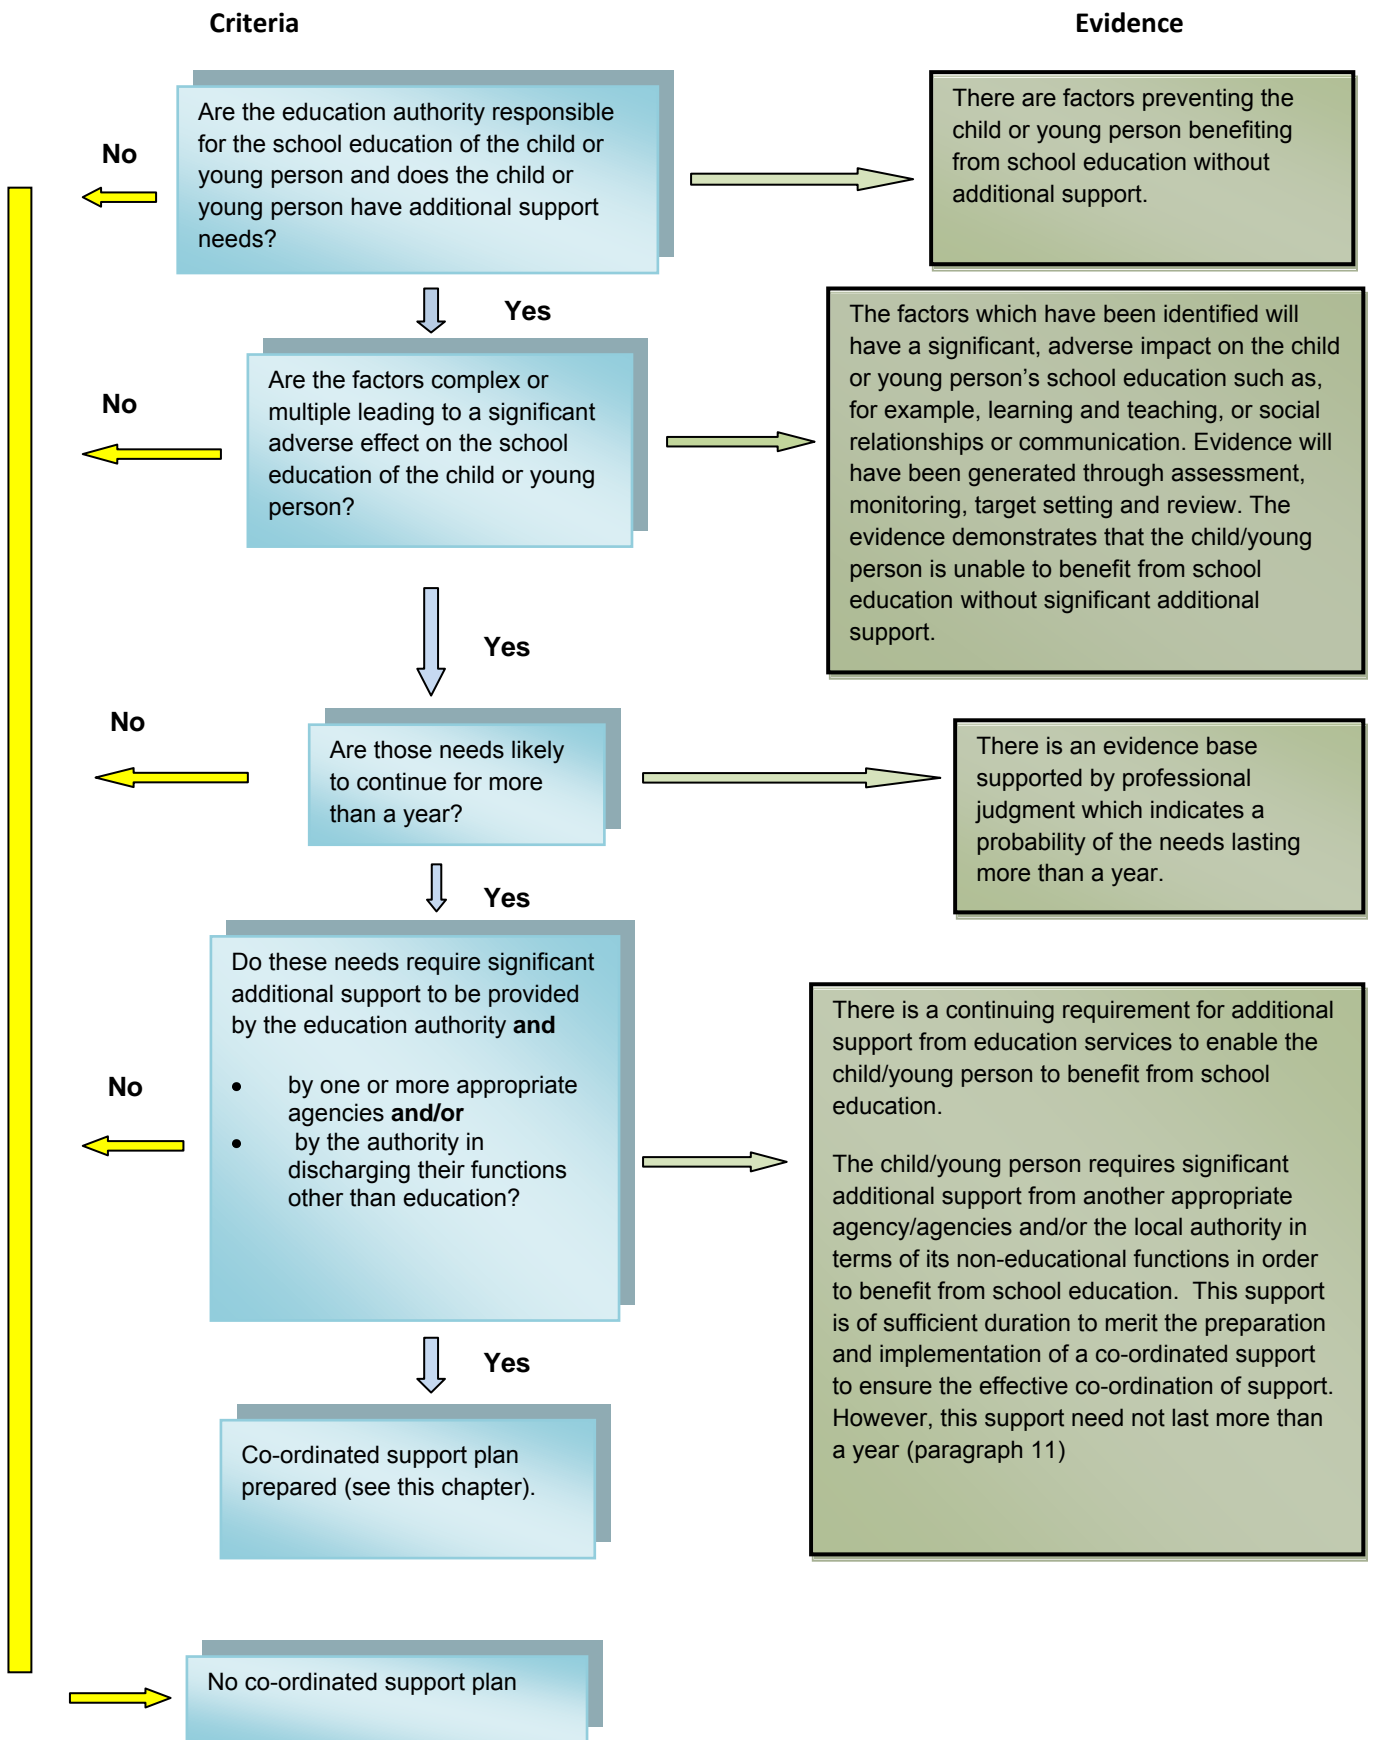 Criteria
Evidence
Are the education authority responsible
for the school education of the child or
young person and does the child or
young person have additional support
needs?
There are factors preventing the
child or young person benefiting
from school education without
additional support.
No
Yes
Are the factors complex or
multiple leading to a significant
adverse effect on the school
education of the child or young
person?
The factors which have been identified will
have a significant, adverse impact on the child
or young person’s school education such as,
for example, learning and teaching, or social
relationships or communication. Evidence will
have been generated through assessment,
monitoring, target setting and review. The
evidence demonstrates that the child/young
person is unable to benefit from school
education without significant additional
support.
No
Yes
Are those needs likely
to continue for more
than a year?
There is an evidence base
supported by professional
judgment which indicates a
probability of the needs lasting
more than a year.
No
Yes
Do these needs require significant
additional support to be provided
by the education authority and
• by one or more appropriate
agencies and/or
• by the authority in
discharging their functions
other than education?
There is a continuing requirement for additional
support from education services to enable the
child/young person to benefit from school
education.
The child/young person requires significant
additional support from another appropriate
agency/agencies and/or the local authority in
terms of its non-educational functions in order
to benefit from school education.  This support
is of sufficient duration to merit the preparation
and implementation of a co-ordinated support
to ensure the effective co-ordination of support.
However, this support need not last more than
a year (paragraph 11)
No
Yes
Co-ordinated support plan
prepared (see this chapter).
No co-ordinated support plan